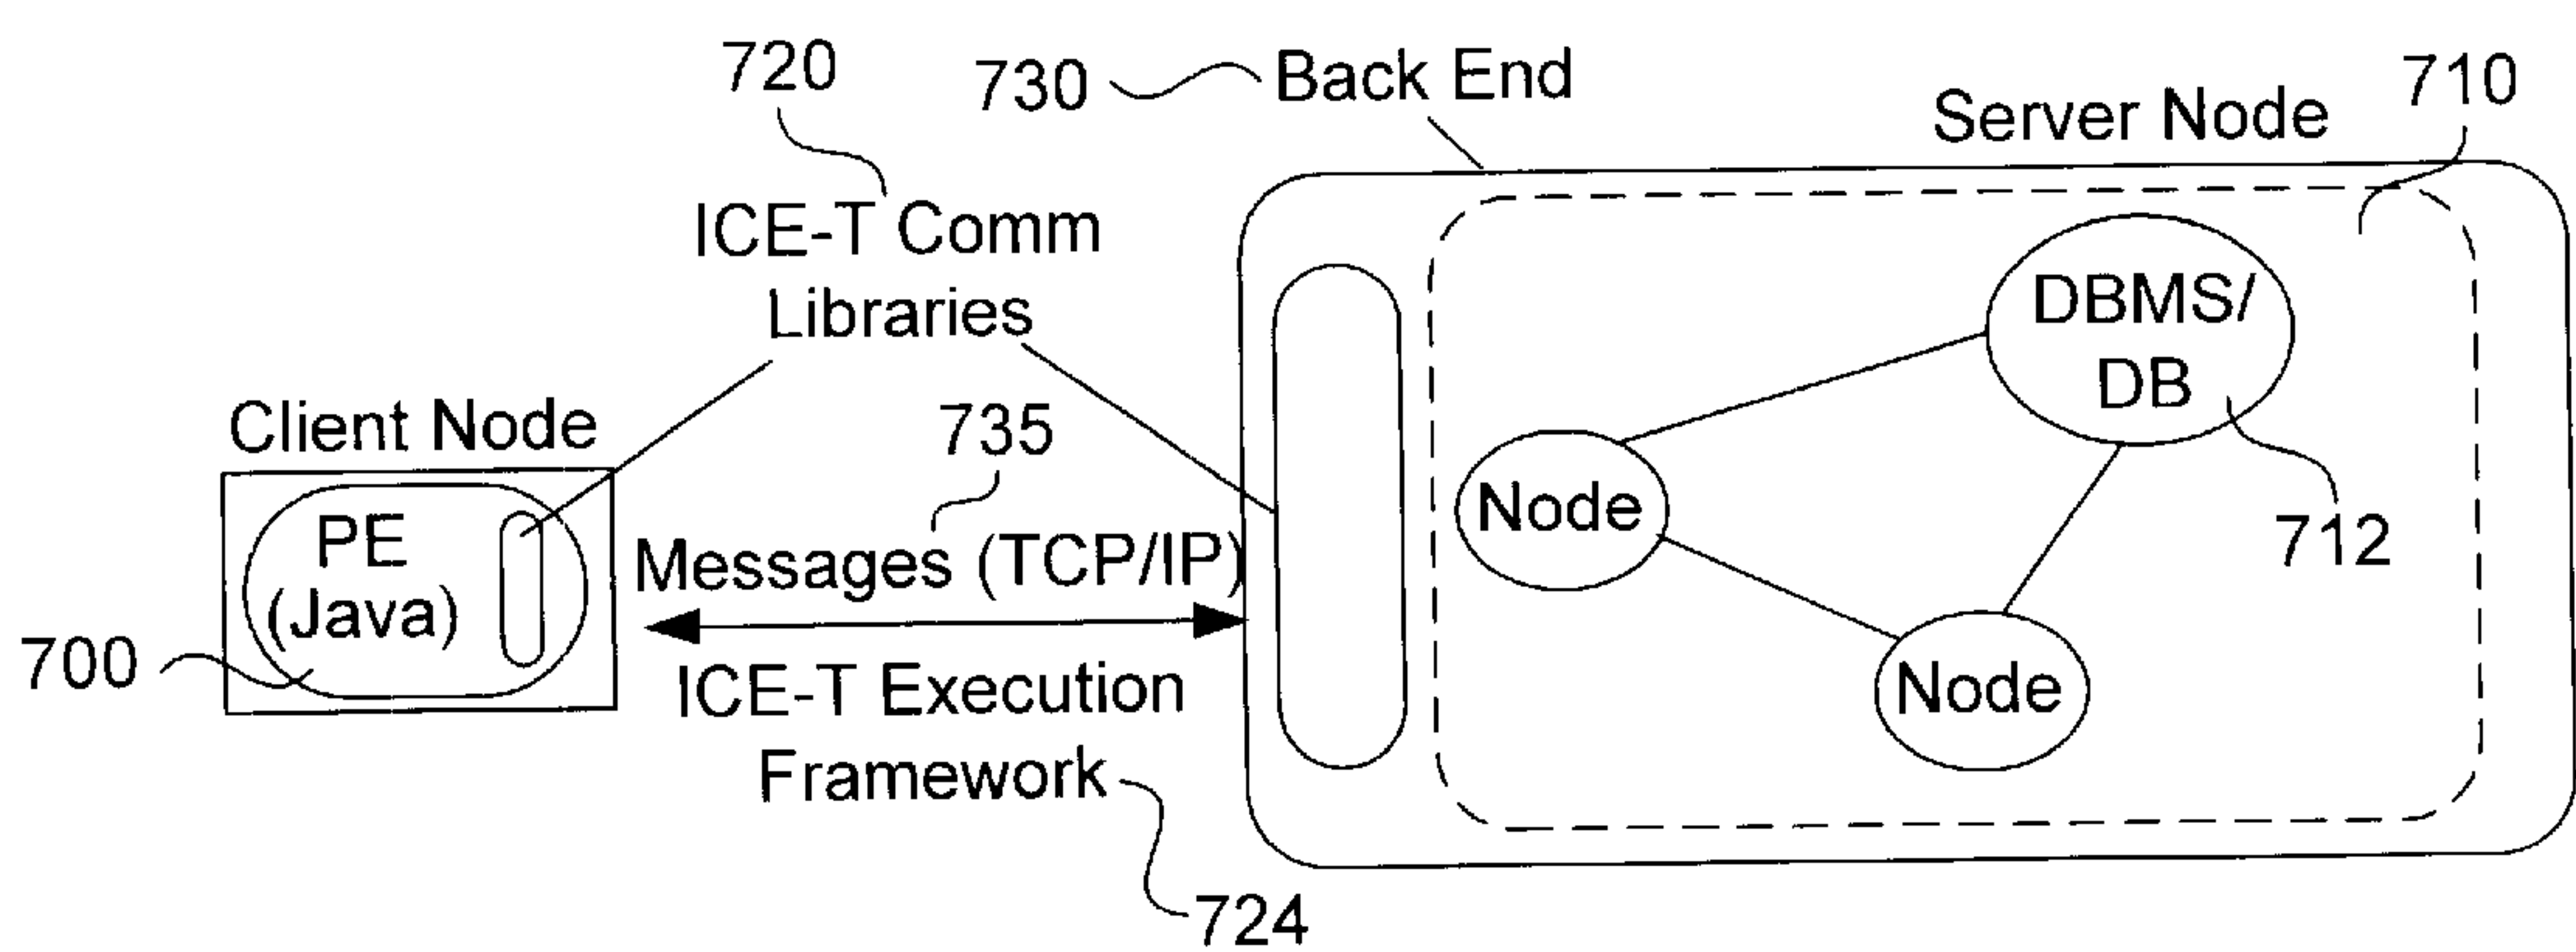 720
730
Back End
710
Server Node
ICE-T Comm
Libraries
DBMS/
DB
Client Node
735
PE
(Java)
Messages (TCP/IP)
Node
712
700
ICE-T Execution
Framework
Node
724